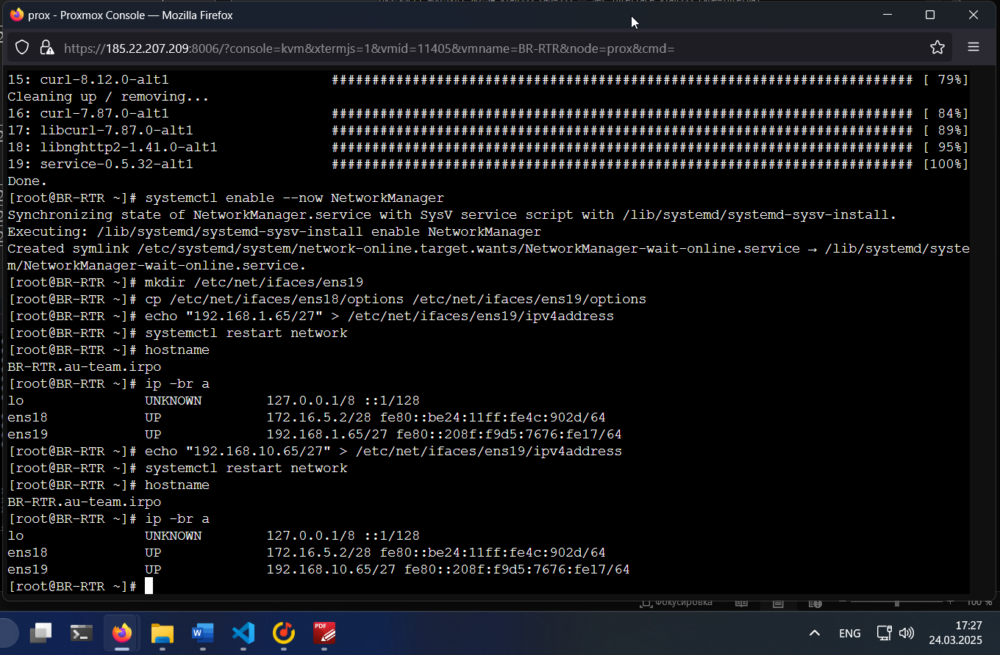 prox - Proxmox Console — Mozilla Firefox
https://185.22.207.209:8006/?console=kvm&xtermjs=1&vmid=11405&vmname=BR-RTR&node=prox&cmd=
15: curl-8.12.0-alt1 ######################################################################## [ 79%]
Cleaning up / removing...
16: curl-7.87.0-alt1 ######################################################################## [ 84%]
17: libcurl-7.87.0-alt1 ######################################################################## [ 89%]
18: libnghttp2-1.41.0-alt1 ######################################################################## [ 95%]
19: service-0.5.32-alt1 ######################################################################## [100%]
Done.
[root@BR-RTR ~]# systemctl enable --now NetworkManager
Synchronizing state of NetworkManager.service with SysV service script with /lib/systemd/systemd-sysv-install.
Executing: /lib/systemd/systemd-sysv-install enable NetworkManager
Created symlink /etc/systemd/system/network-online.target.wants/NetworkManager-wait-online.service → /lib/systemd/syste
m/NetworkManager-wait-online.service.
[root@BR-RTR ~]# mkdir /etc/net/ifaces/ens19
[root@BR-RTR ~]# cp /etc/net/ifaces/ens18/options /etc/net/ifaces/ens19/options
[root@BR-RTR ~]# echo "192.168.1.65/27" > /etc/net/ifaces/ens19/ipv4address
[root@BR-RTR ~]# systemctl restart network
[root@BR-RTR ~]# hostname
BR-RTR.au-team.irpo
[root@BR-RTR ~]# ip -br a
lo UNKNOWN 127.0.0.1/8 ::1/128
ens18 UP 172.16.5.2/28 fe80::be24:11ff:fe4c:902d/64
ens19 UP 192.168.1.65/27 fe80::208f:f9d5:7676:fe17/64
[root@BR-RTR ~]# echo "192.168.10.65/27" > /etc/net/ifaces/ens19/ipv4address
[root@BR-RTR ~]# systemctl restart network
[root@BR-RTR ~]# hostname
BR-RTR.au-team.irpo
[root@BR-RTR ~]# ip -br a
lo UNKNOWN 127.0.0.1/8 ::1/128
ens18 UP 172.16.5.2/28 fe80::be24:11ff:fe4c:902d/64
ens19 UP 192.168.10.65/27 fe80::208f:f9d5:7676:fe17/64
[root@BR-RTR ~]#
Фокусировка 100 %
W PDF ENG 17:27
24.03.2025